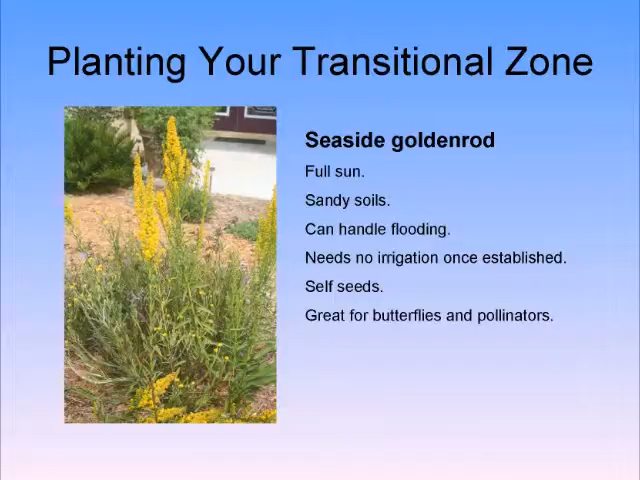 Planting Your Transitional Zone
Seaside goldenrod
Full sun.
Sandy soils.
Can handle flooding.
Needs no irrigation once established.
Self seeds.
Great for butterflies and pollinators.